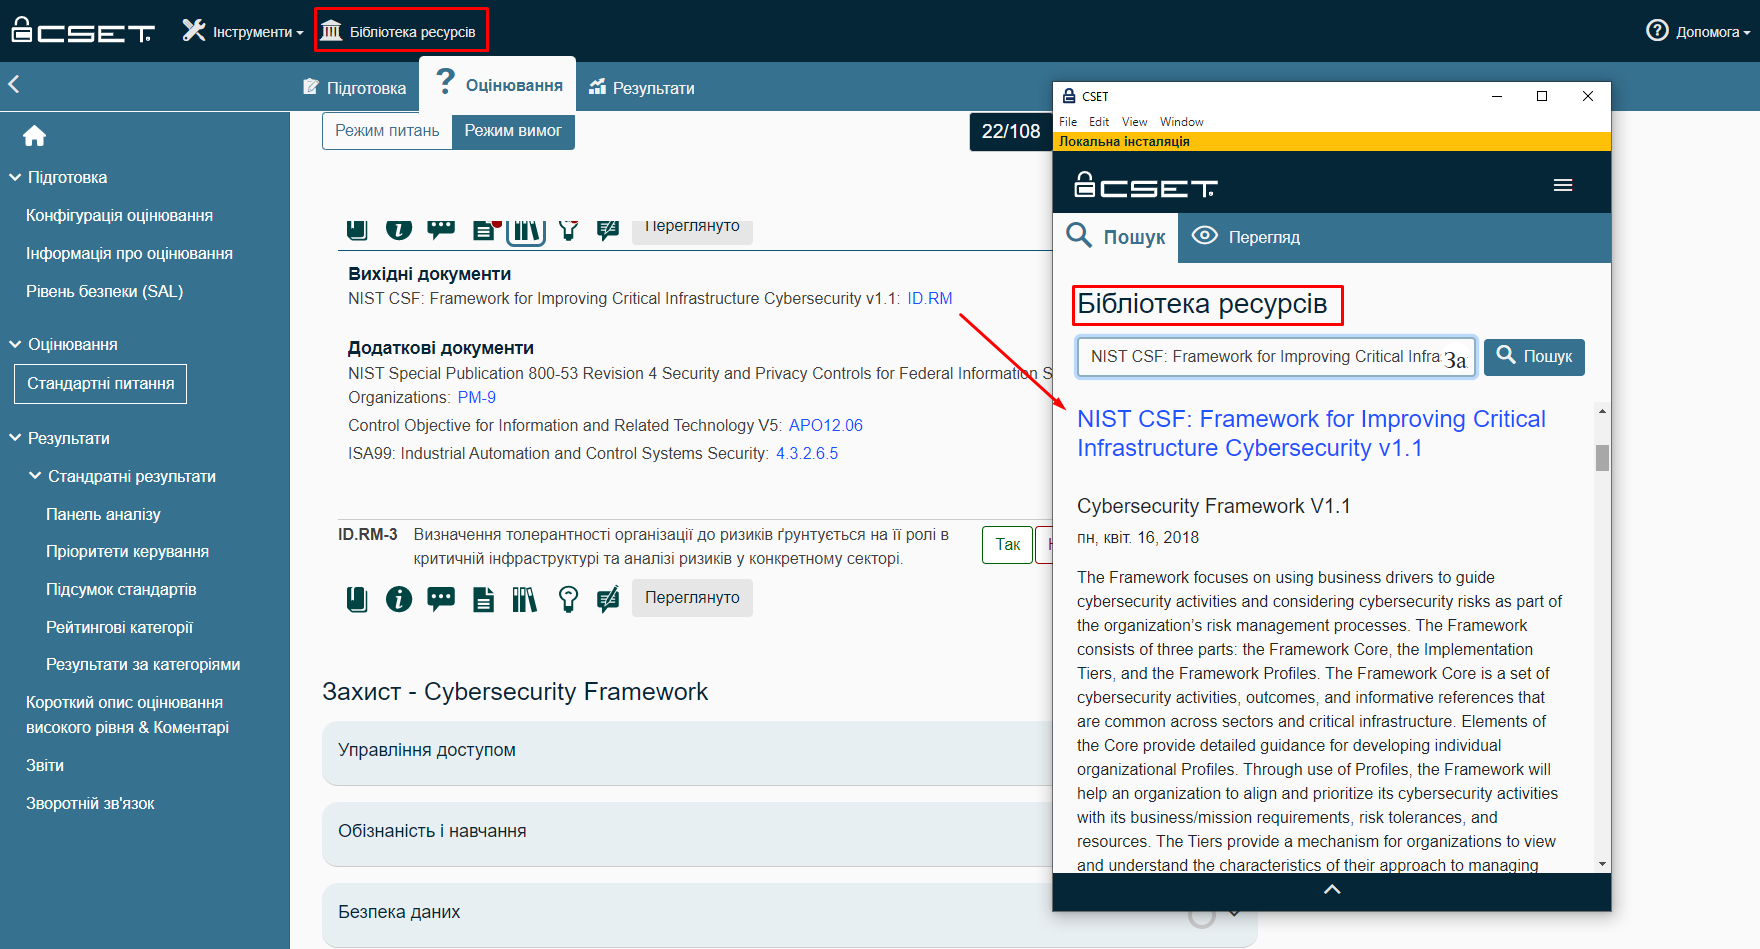 CSET
Інструменти
Бібліотека ресурсів
Допомога
Підготовка
Оцінювання
Результати
Підготовка
Конфігурація оцінювання
Інформація про оцінювання
Рівень безпеки (SAL)
Оцінювання
Стандартні питання
Результати
Стандратні результати
Панель аналізу
Пріоритети керування
Підсумок стандартів
Рейтингові категорії
Результати за категоріями
Короткий опис оцінювання
високого рівня & Коментарі
Звіти
Зворотній зв'язок
Режим питань
Режим вимог
22/108
Переглянуто
Вихідні документи
NIST CSF: Framework for Improving Critical Infrastructure Cybersecurity v1.1: ID.RM
Додаткові документи
NIST Special Publication 800-53 Revision 4 Security and Privacy Controls for Federal Information S
Organizations: PM-9
Control Objective for Information and Related Technology V5: APO12.06
ISA99: Industrial Automation and Control Systems Security: 4.3.2.6.5
ID.RM-3 Визначення толерантності організації до ризиків ґрунтується на її ролі в
критичній інфраструктурі та аналізі ризиків у конкретному секторі.
Так
Переглянуто
Захист - Cybersecurity Framework
Управління доступом
Обізнаність і навчання
Безпека даних
CSET
File Edit View Window
Локальна інсталяція
CSET
Пошук
Перегляд
Бібліотека ресурсів
NIST CSF: Framework for Improving Critical Infra За
Пошук
NIST CSF: Framework for Improving Critical
Infrastructure Cybersecurity v1.1
Cybersecurity Framework V1.1
пн, квіт. 16, 2018
The Framework focuses on using business drivers to guide
cybersecurity activities and considering cybersecurity risks as part of
the organization’s risk management processes. The Framework
consists of three parts: the Framework Core, the Implementation
Tiers, and the Framework Profiles. The Framework Core is a set of
cybersecurity activities, outcomes, and informative references that
are common across sectors and critical infrastructure. Elements of
the Core provide detailed guidance for developing individual
organizational Profiles. Through use of Profiles, the Framework will
help an organization to align and prioritize its cybersecurity activities
with its business/mission requirements, risk tolerances, and
resources. The Tiers provide a mechanism for organizations to view
and understand the characteristics of their approach to managing